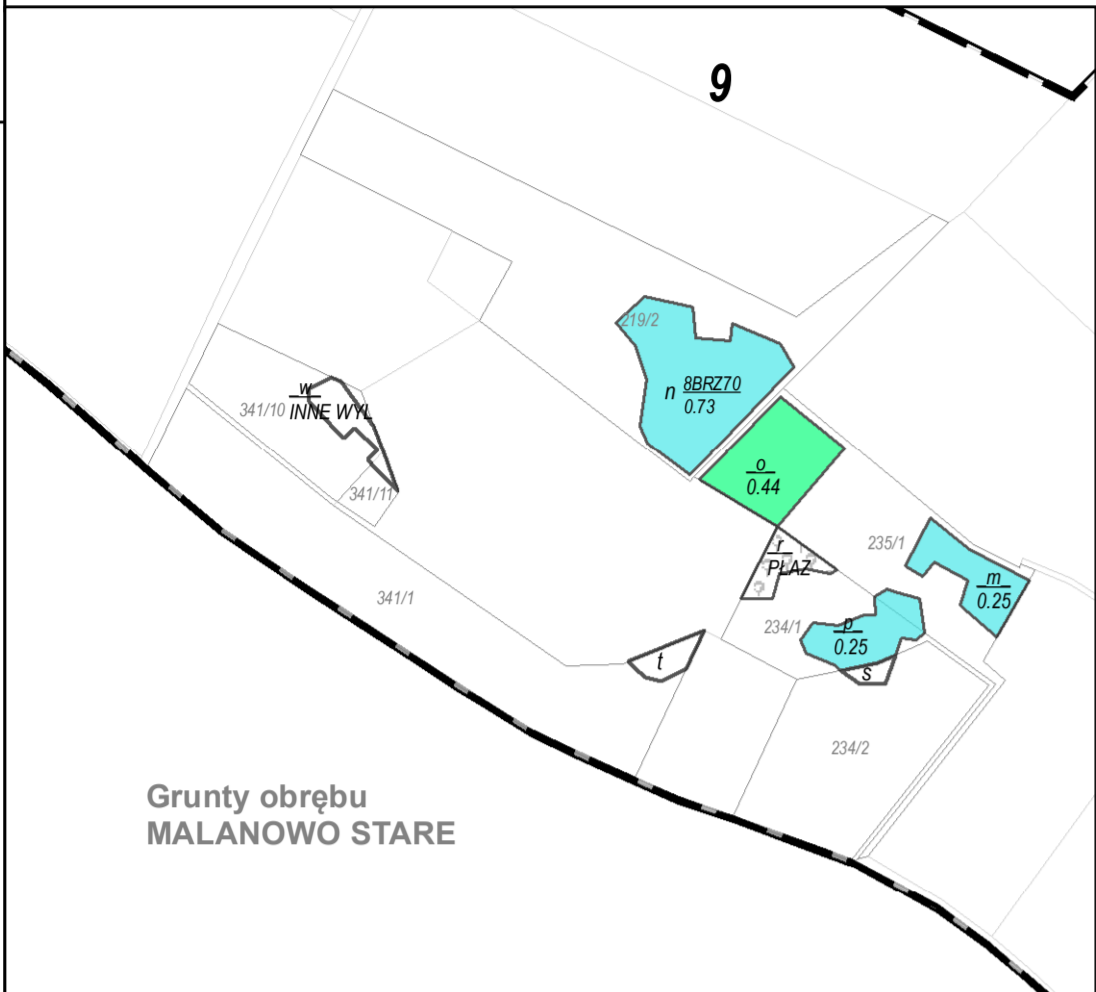 9
219/2
n 8BRZ70
0.73
w
341/10 INNE WYL
o
0.44
341/11
235/1
r
PŁAZ
m
0.25
341/1
234/1
p
0.25
t
s
234/2
Grunty obrębu
MALANOWO STARE